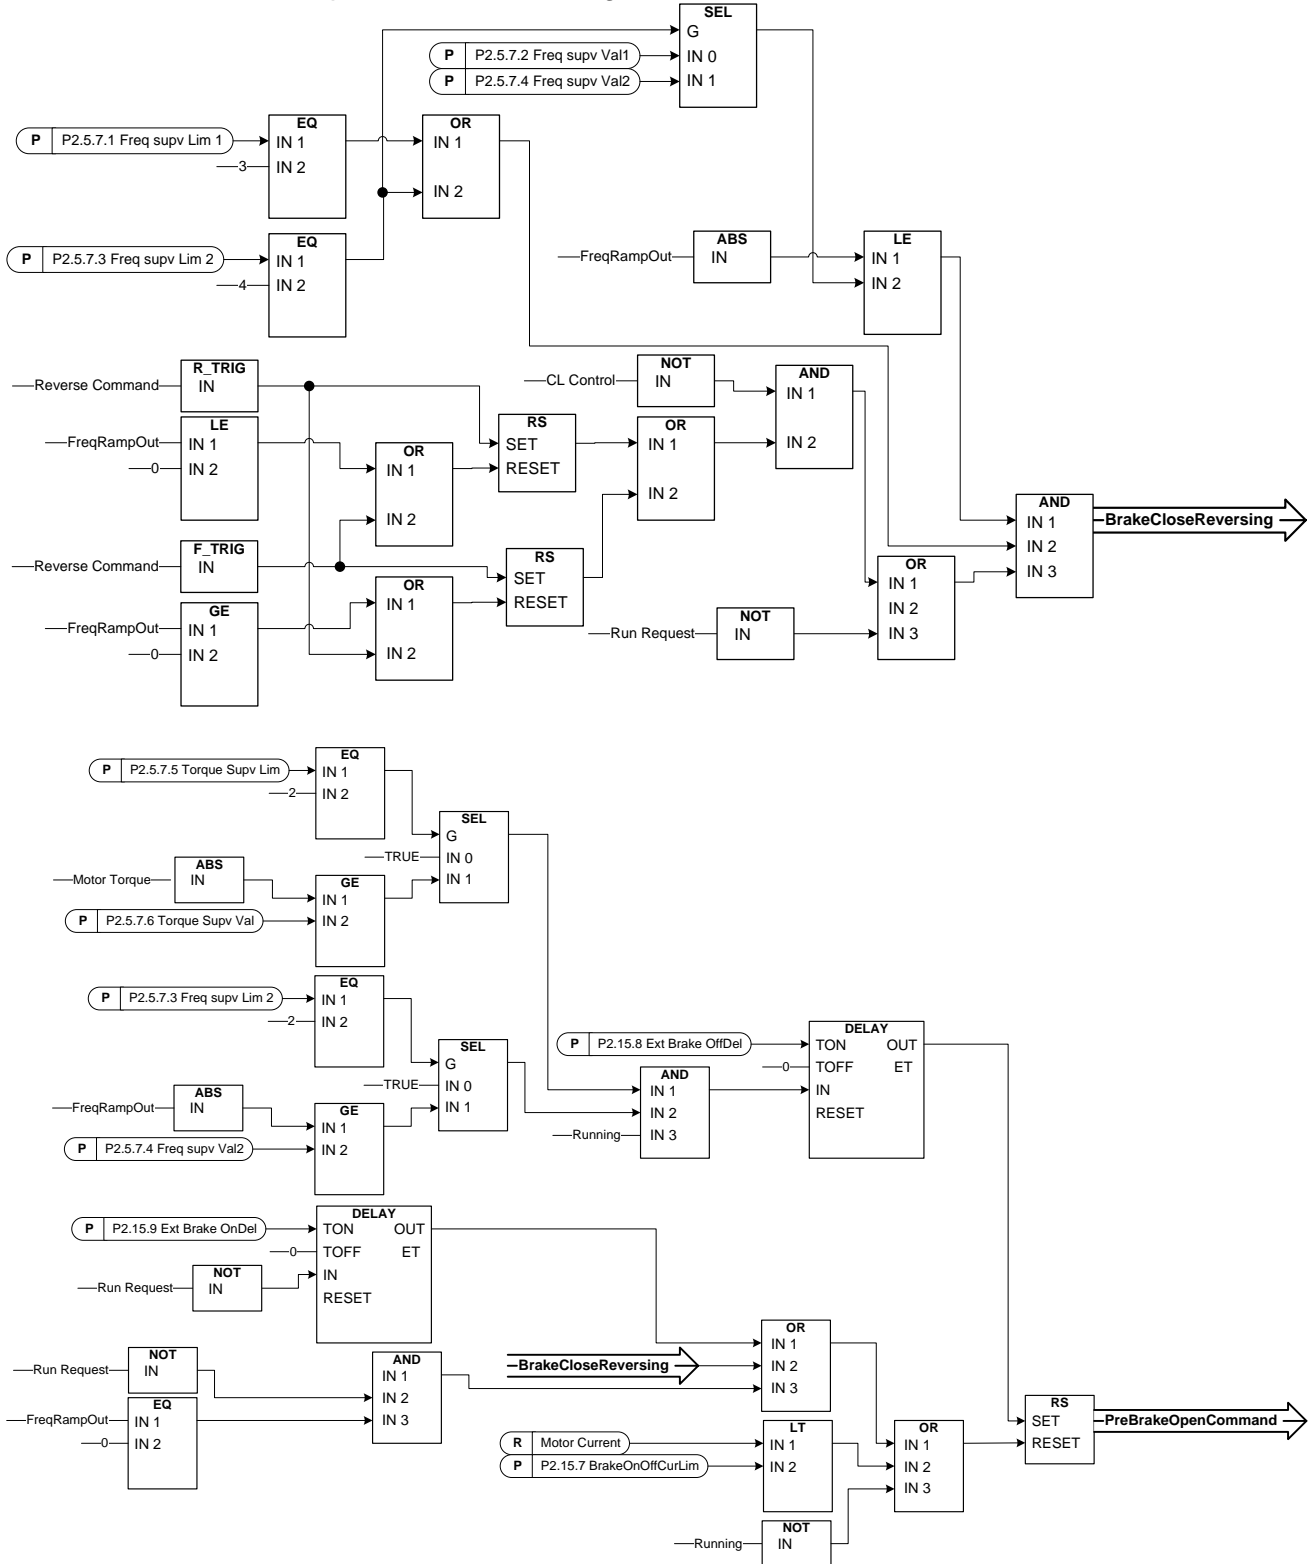 SEL
G
P P2.5.7.2 Freq supv Val1 IN 0
P P2.5.7.4 Freq supv Val2 IN 1
EQ OR
P P2.5.7.1 Freq supv Lim 1 IN 1 IN 1
3 IN 2
IN 2
EQ ABS LE
P P2.5.7.3 Freq supv Lim 2 IN 1 FreqRampOut IN IN 1
4 IN 2 IN 2
R_TRIG NOT AND
Reverse Command IN CL Control IN IN 1
LE RS OR
FreqRampOut IN 1 OR SET IN 1 IN 2
0 IN 2 IN 1 RESET
IN 2 AND
IN 2 IN 1 BrakeCloseReversing
F_TRIG RS OR IN 2
Reverse Command IN OR SET IN 1 IN 3
GE IN 1 RESET IN 2
FreqRampOut IN 1 NOT IN 3
0 IN 2 IN 2 Run Request IN
EQ
P P2.5.7.5 Torque Supv Lim IN 1
2 IN 2 SEL
G
ABS TRUE IN 0
Motor Torque IN GE IN 1
IN 1
P P2.5.7.6 Torque Supv Val IN 2
EQ
P P2.5.7.3 Freq supv Lim 2 IN 1
2 IN 2 DELAY
SEL P P2.15.8 Ext Brake OffDel TON OUT
G AND 0 TOFF ET
ABS TRUE IN 0 IN 1 IN
FreqRampOut IN GE IN 1 IN 2 RESET
IN 1 Running IN 3
P P2.5.7.4 Freq supv Val2 IN 2
DELAY
P P2.15.9 Ext Brake OnDel TON OUT
0 TOFF ET
NOT IN
Run Request IN RESET
OR
NOT AND IN 1
Run Request IN IN 1 BrakeCloseReversing IN 2
EQ IN 2 IN 3 RS
FreqRampOut IN 1 IN 3 LT OR SET PreBrakeOpenCommand
0 IN 2 R Motor Current IN 1 IN 1 RESET
P P2.15.7 BrakeOnOffCurLim IN 2 IN 2
IN 3
NOT
Running IN